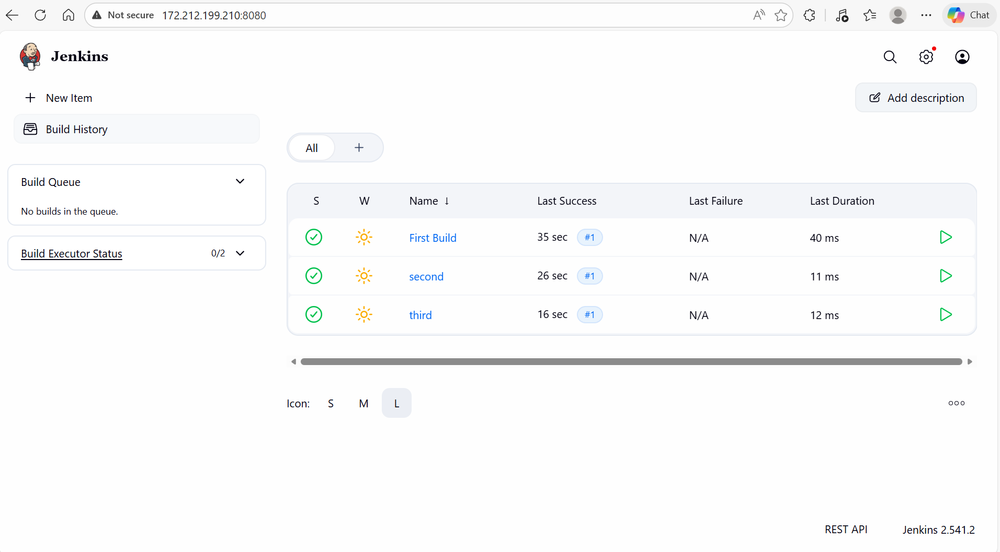 Not secure 172.212.199.210:8080 Chat
Jenkins
New Item
Add description
Build History
All
Build Queue
No builds in the queue.
Build Executor Status 0/2
S W Name ↓ Last Success Last Failure Last Duration
First Build 35 sec #1 N/A 40 ms
second 26 sec #1 N/A 11 ms
third 16 sec #1 N/A 12 ms
Icon: S M L
REST API Jenkins 2.541.2